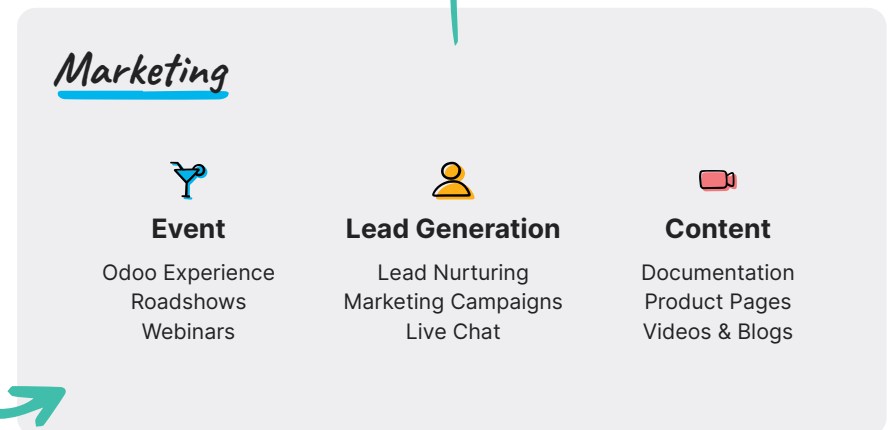 Marketing
Event
Odoo Experience
Roadshows
Webinars
Lead Generation
Lead Nurturing
Marketing Campaigns
Live Chat
Content
Documentation
Product Pages
Videos & Blogs